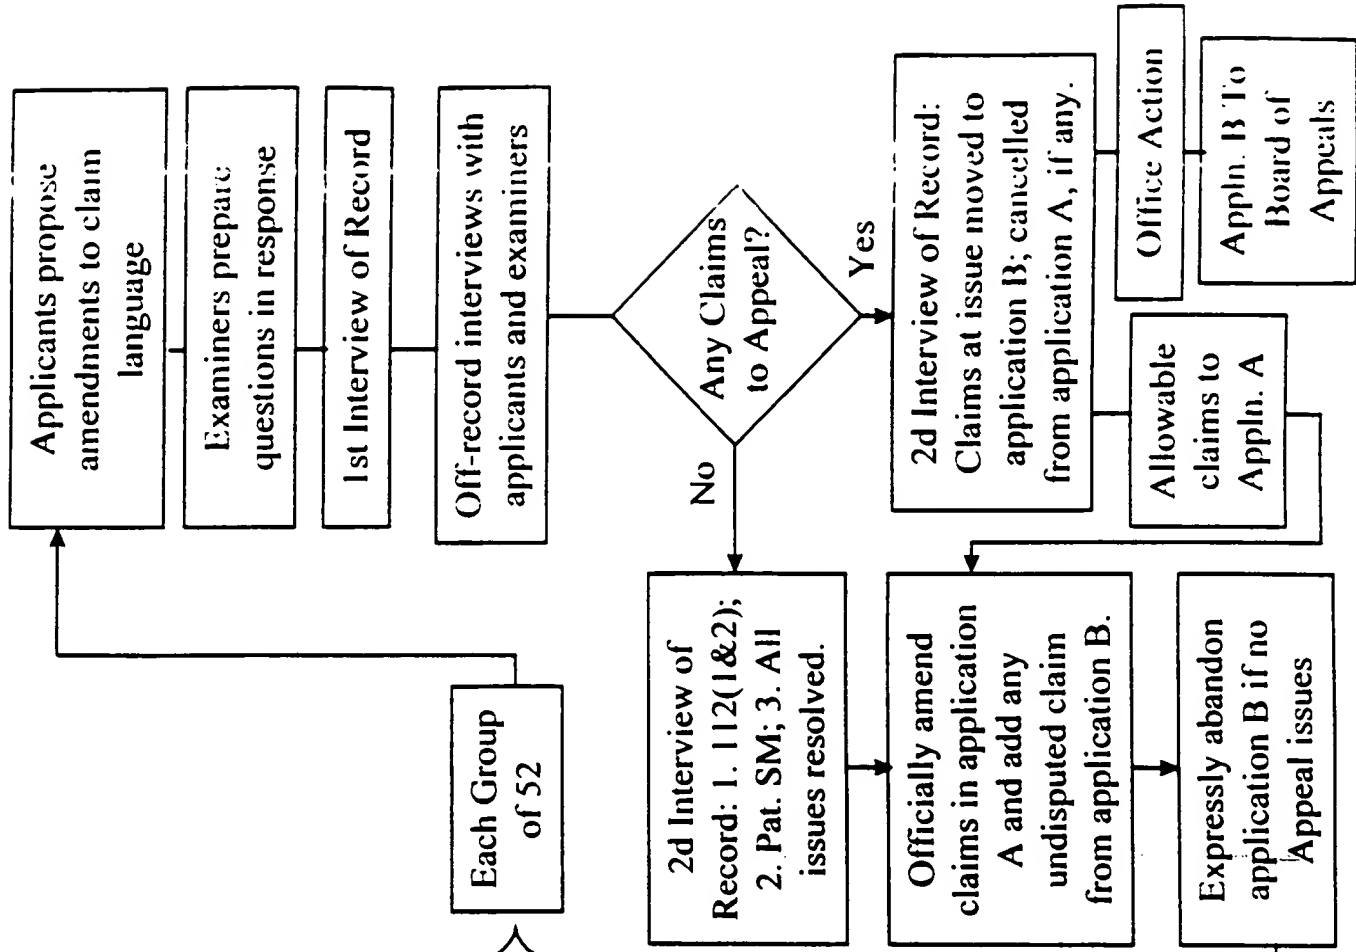 Each Group
of 52
Applicants propose
amendments to claim
language
Examiners prepare
questions in response
1st Interview of Record
Off-record interviews with
applicants and examiners
Any Claims
to Appeal?
No
Yes
2d Interview of
Record: 1. 112(1&2);
2. Pat. SM; 3. All
issues resolved.
2d Interview of Record:
Claims at issue moved to
application B; cancelled
from application A, if any.
Officially amend
claims in application
A and add any
undisputed claim
from application B.
Allowable
claims to
Appln. A
Office Action
Appln. B To
Board of
Appeals
Expressly abandon
application B if no
Appeal issues